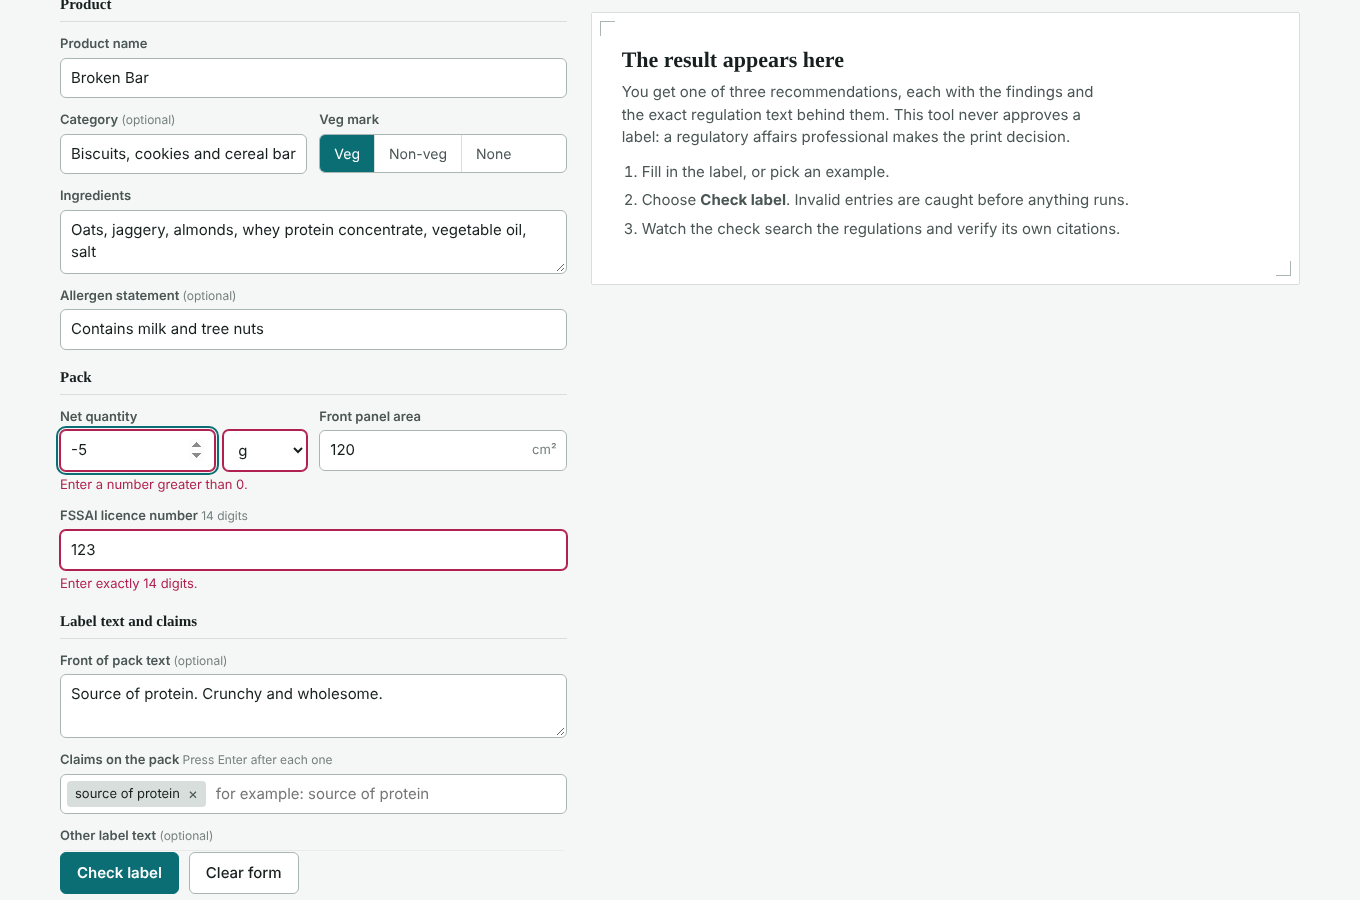 Product
Product name
Broken Bar
Category (optional)
Veg mark
Biscuits, cookies and cereal bar
Veg
Non-veg
None
Ingredients
Oats, jaggery, almonds, whey protein concentrate, vegetable oil,
salt
Allergen statement (optional)
Contains milk and tree nuts
Pack
Net quantity
Front panel area
-5
g
120
cm²
Enter a number greater than 0.
FSSAI licence number 14 digits
123
Enter exactly 14 digits.
Label text and claims
Front of pack text (optional)
Source of protein. Crunchy and wholesome.
Claims on the pack Press Enter after each one
source of protein ×
for example: source of protein
Other label text (optional)
Check label
Clear form
The result appears here
You get one of three recommendations, each with the findings and
the exact regulation text behind them. This tool never approves a
label: a regulatory affairs professional makes the print decision.
1. Fill in the label, or pick an example.
2. Choose Check label. Invalid entries are caught before anything runs.
3. Watch the check search the regulations and verify its own citations.